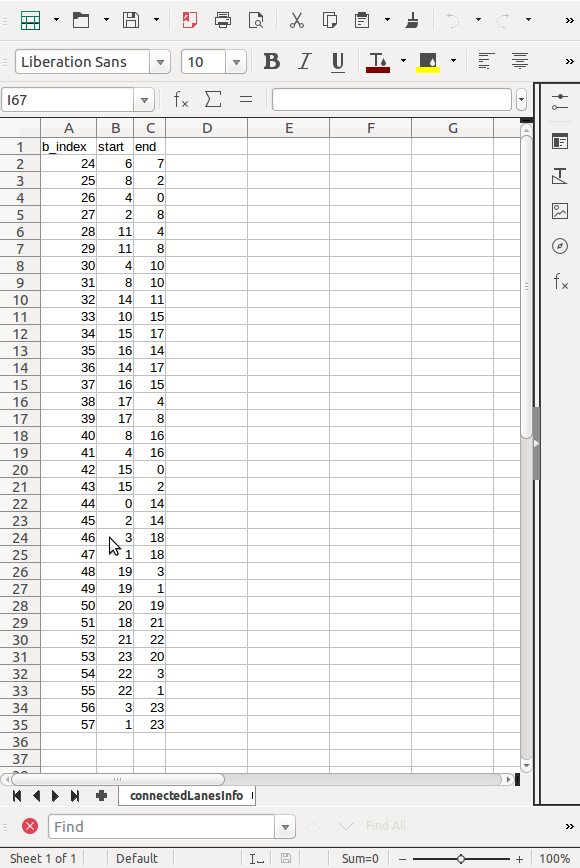 Liberation Sans 10 B I U T
I67 fx Σ =
A B C D E F G
1 b_index start end
2 24 6 7
3 25 8 2
4 26 4 0
5 27 2 8
6 28 11 4
7 29 11 8
8 30 4 10
9 31 8 10
10 32 14 11
11 33 10 15
12 34 15 17
13 35 16 14
14 36 14 17
15 37 16 15
16 38 17 4
17 39 17 8
18 40 8 16
19 41 4 16
20 42 15 0
21 43 15 2
22 44 0 14
23 45 2 14
24 46 3 18
25 47 1 18
26 48 19 3
27 49 19 1
28 50 20 19
29 51 18 21
30 52 21 22
31 53 23 20
32 54 22 3
33 55 22 1
34 56 3 23
35 57 1 23
36
37
connectedLanesInfo
Find Find All
Sheet 1 of 1 Default Sum=0 100%